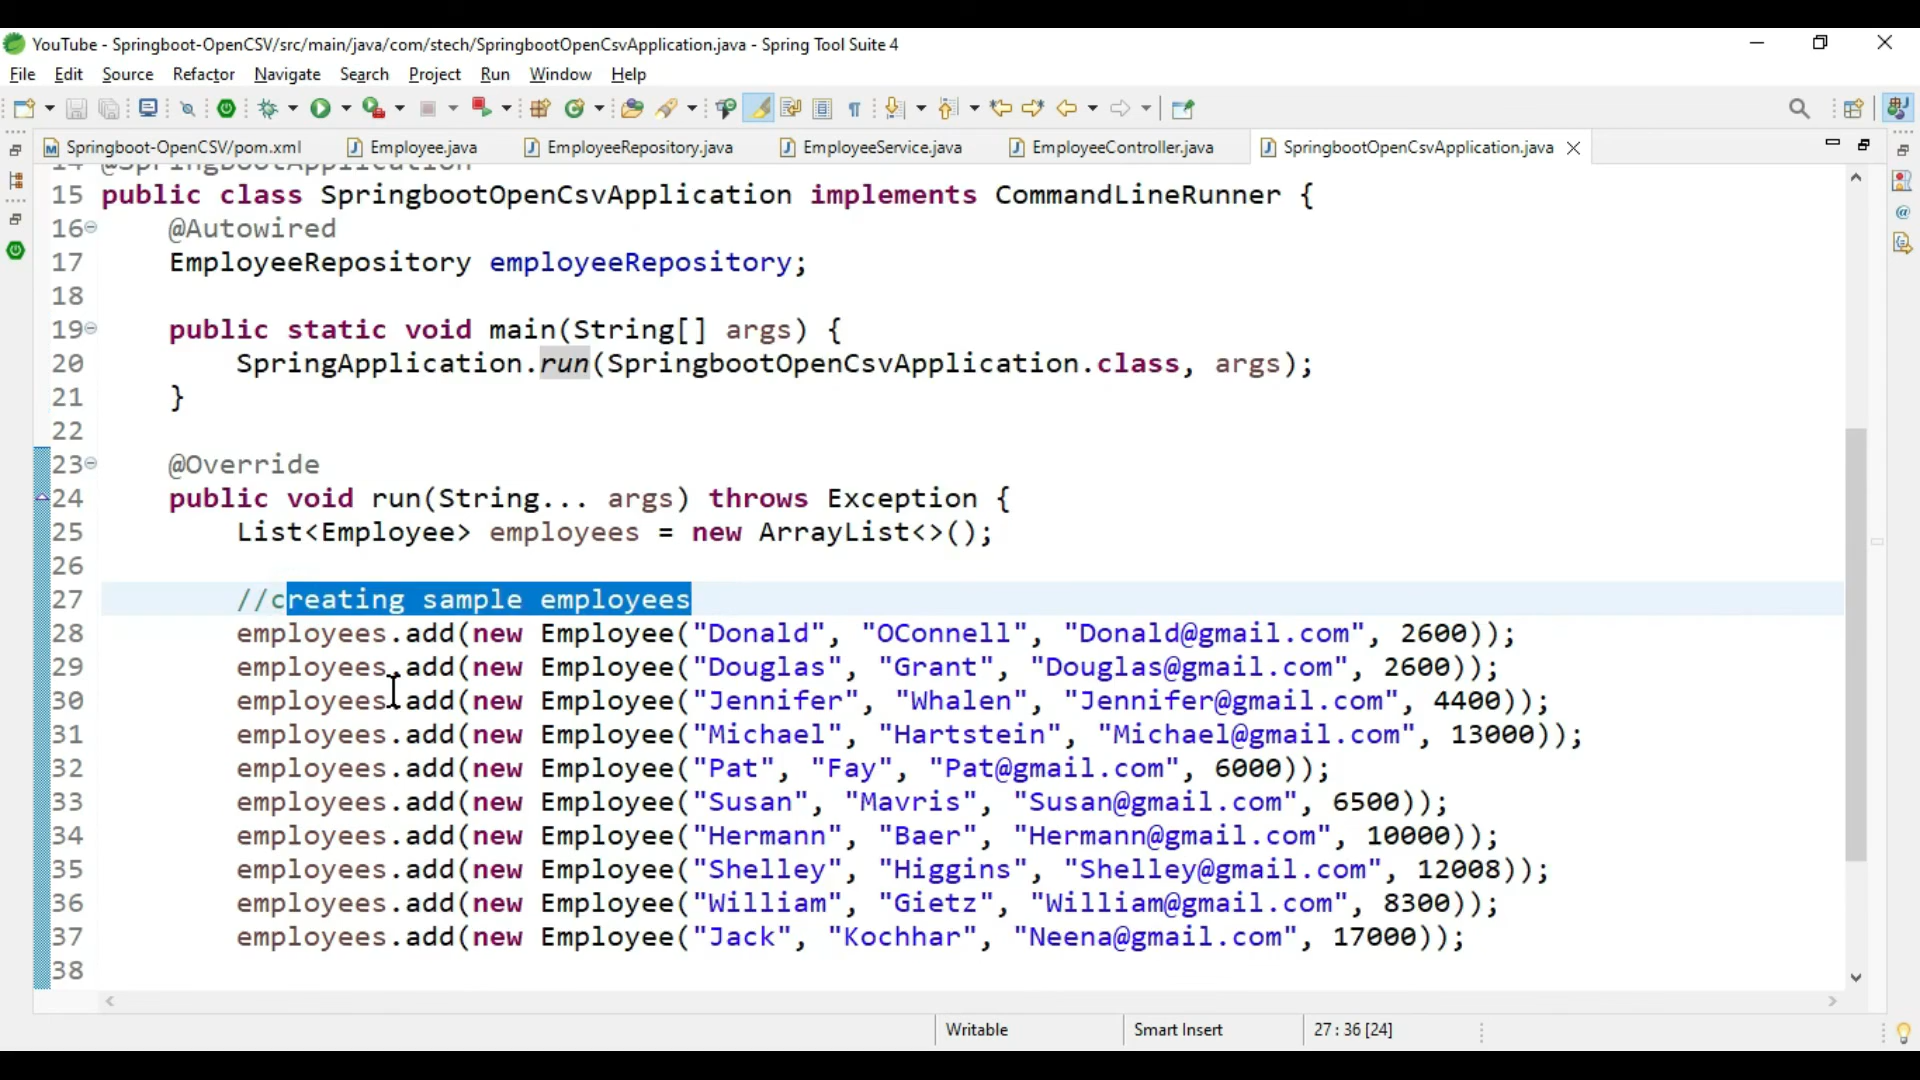 YouTube - Springboot-OpenCSV/src/main/java/com/stech/SpringbootOpenCsvApplication.java - Spring Tool Suite 4
File Edit Source Refactor Navigate Search Project Run Window Help
Springboot-OpenCSV/pom.xml Employee.java EmployeeRepository.java EmployeeService.java EmployeeController.java SpringbootOpenCsvApplication.java
14 @SpringBootApplication
15 public class SpringbootOpenCsvApplication implements CommandLineRunner {
16 @Autowired
17 EmployeeRepository employeeRepository;
18
19 public static void main(String[] args) {
20 SpringApplication.run(SpringbootOpenCsvApplication.class, args);
21 }
22
23 @Override
24 public void run(String... args) throws Exception {
25 List<Employee> employees = new ArrayList<>();
26
27 //creating sample employees
28 employees.add(new Employee("Donald", "OConnell", "Donald@gmail.com", 2600));
29 employees.add(new Employee("Douglas", "Grant", "Douglas@gmail.com", 2600));
30 employees.add(new Employee("Jennifer", "Whalen", "Jennifer@gmail.com", 4400));
31 employees.add(new Employee("Michael", "Hartstein", "Michael@gmail.com", 13000));
32 employees.add(new Employee("Pat", "Fay", "Pat@gmail.com", 6000));
33 employees.add(new Employee("Susan", "Mavris", "Susan@gmail.com", 6500));
34 employees.add(new Employee("Hermann", "Baer", "Hermann@gmail.com", 10000));
35 employees.add(new Employee("Shelley", "Higgins", "Shelley@gmail.com", 12008));
36 employees.add(new Employee("William", "Gietz", "William@gmail.com", 8300));
37 employees.add(new Employee("Jack", "Kochhar", "Neena@gmail.com", 17000));
38
Writable Smart Insert 27 : 36 [24]